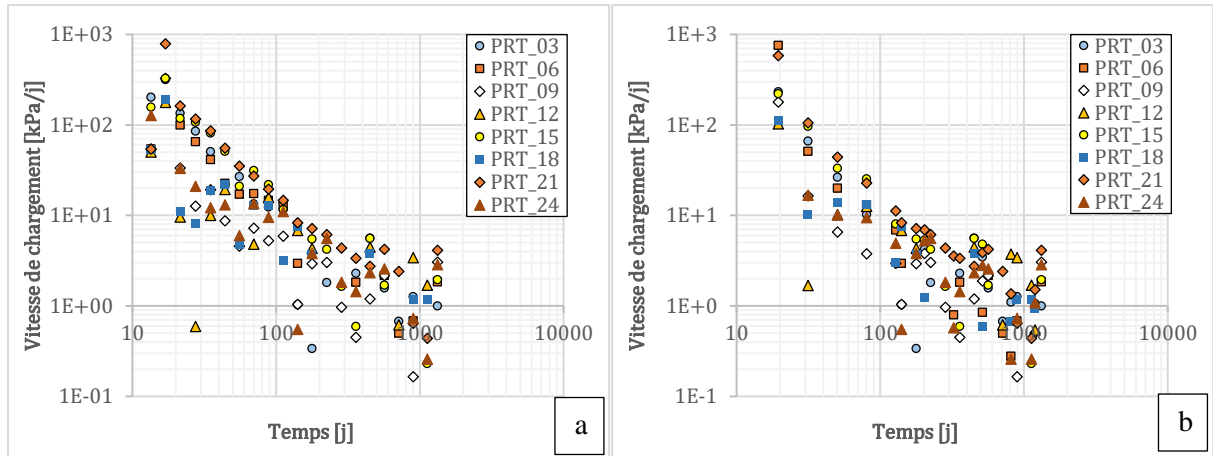 Vitesse de chargement [kPa/j]
1E+03
1E+02
1E+01
1E+00
1E-01
10
100
1000
10000
Temps [j]
PRT_03
PRT_06
PRT_09
PRT_12
PRT_15
PRT_18
PRT_21
PRT_24
a
Vitesse de chargement [kPa/j]
1E+3
1E+2
1E+1
1E+0
1E-1
10
100
1000
10000
Temps [j]
PRT_03
PRT_06
PRT_09
PRT_12
PRT_15
PRT_18
PRT_21
PRT_24
b